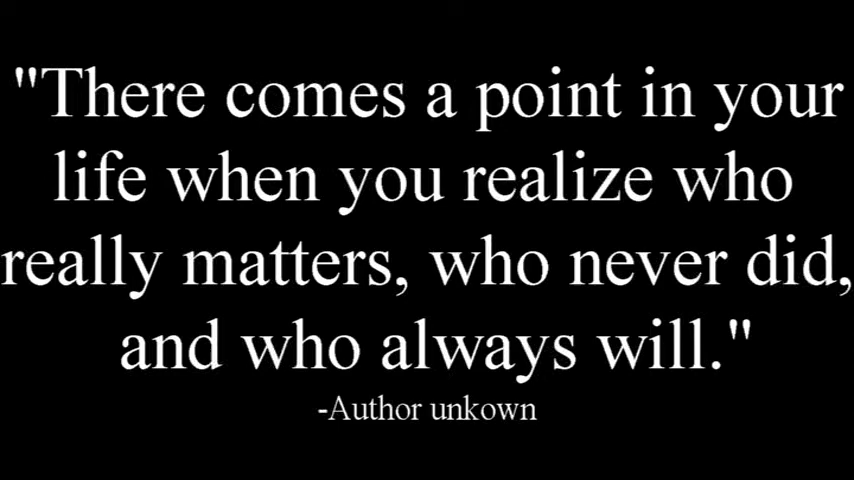 "There comes a point in your
life when you realize who
really matters, who never did,
and who always will."
-Author unkown